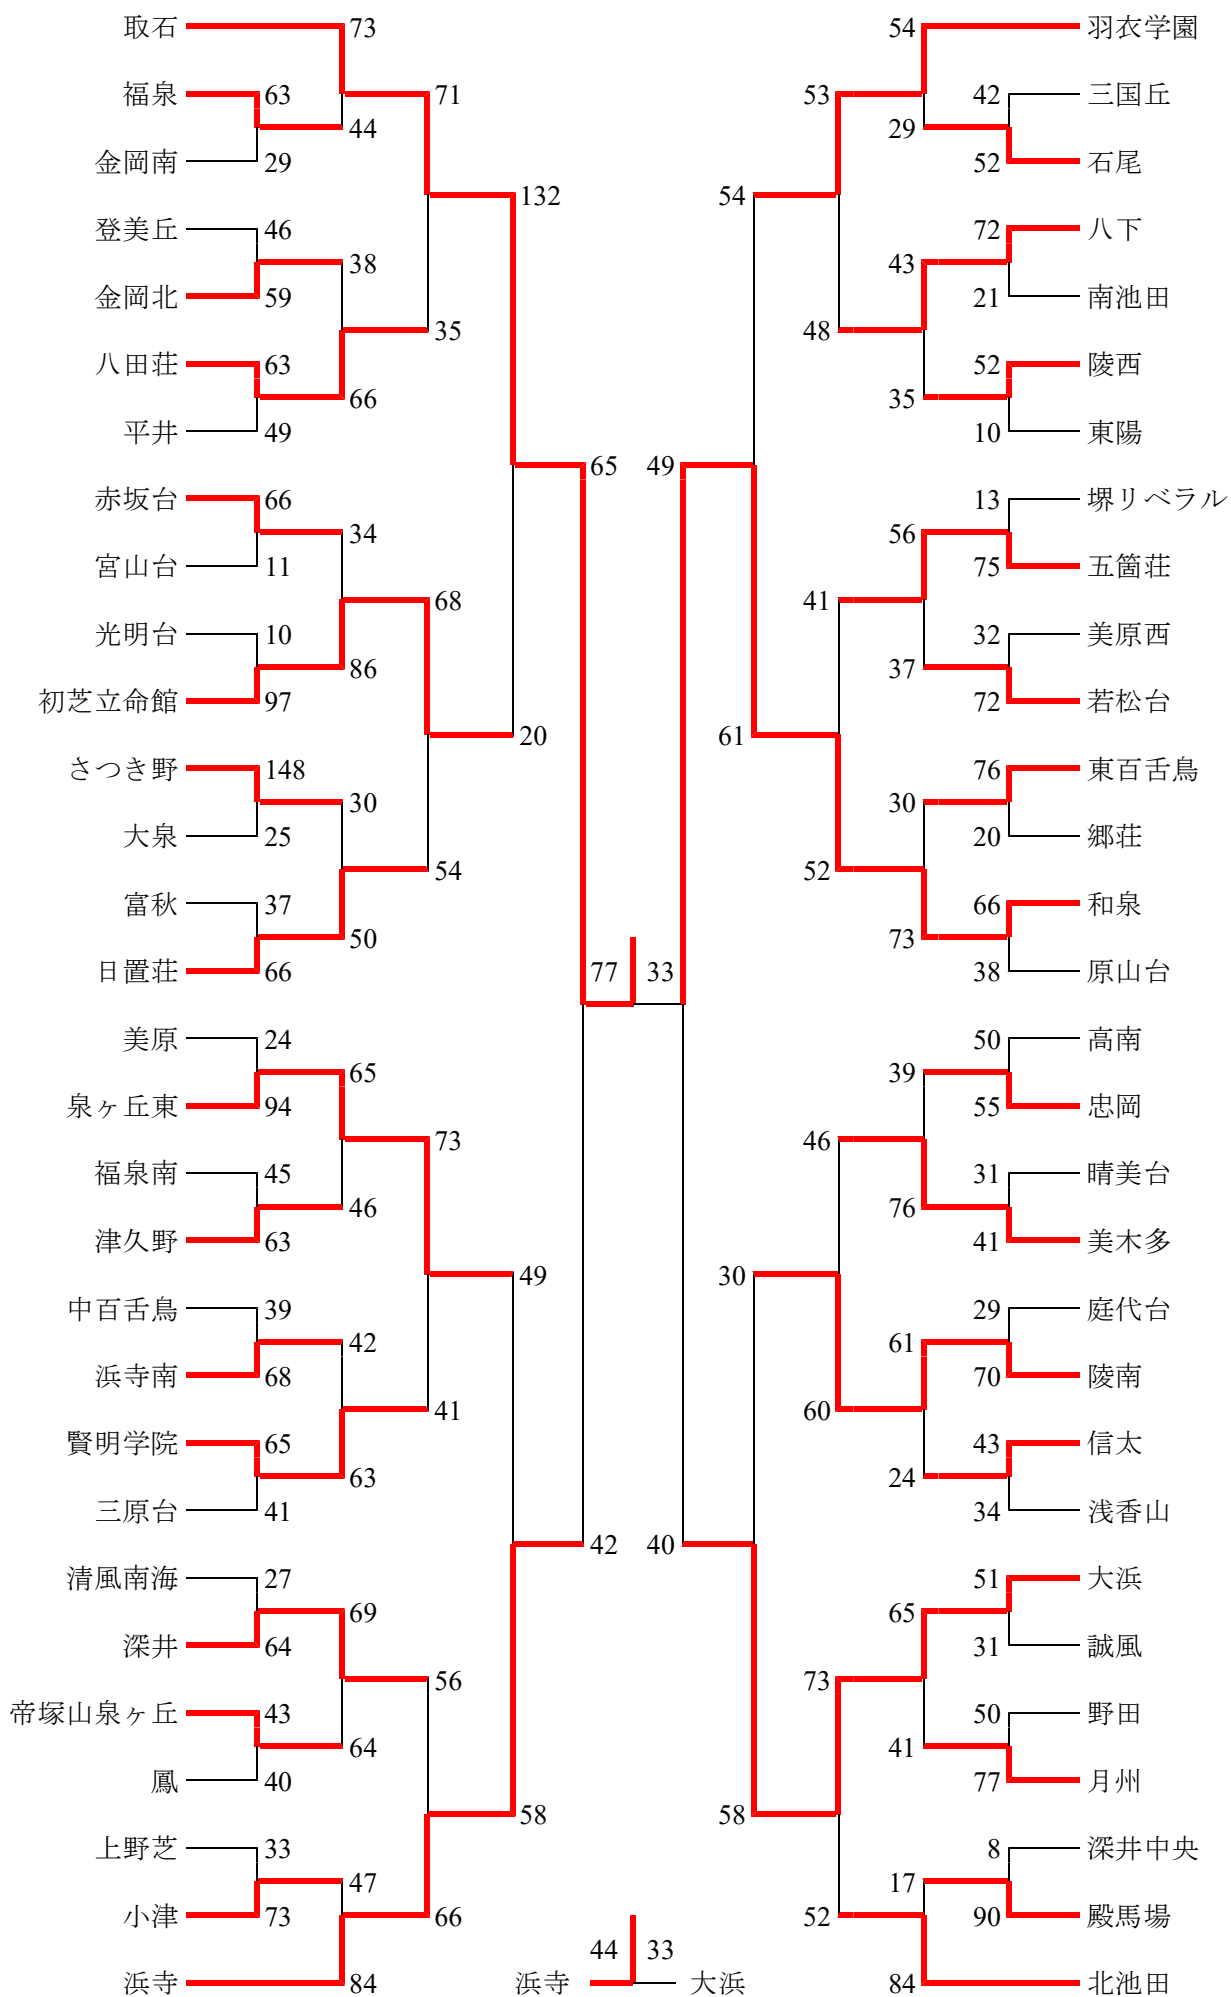 取石 73 54 羽衣学園
福泉 63 71 53 42 三国丘
44 29
金岡南 29 52 石尾
132 54
登美丘 46 72 八下
38 43
金岡北 59 21 南池田
35 48
八田荘 63 52 陵西
66 35
平井 49 10 東陽
65 49
赤坂台 66 13 堺リベラル
34 56
宮山台 11 75 五箇荘
68 41
光明台 10 32 美原西
86 37
初芝立命館 97 72 若松台
20 61
さつき野 148 76 東百舌鳥
30 30
大泉 25 20 郷荘
54 52
富秋 37 66 和泉
50 73
日置荘 66 77 33 38 原山台
美原 24 50 高南
65 39
泉ヶ丘東 94 55 忠岡
73 46
福泉南 45 31 晴美台
46 76
津久野 63 41 美木多
49 30
中百舌鳥 39 29 庭代台
42 61
浜寺南 68 70 陵南
41 60
賢明学院 65 43 信太
63 24
三原台 41 34 浅香山
42 40
清風南海 27 51 大浜
69 65
深井 64 31 誠風
56 73
帝塚山泉ヶ丘 43 50 野田
64 41
鳳 40 77 月州
58 58
上野芝 33 8 深井中央
47 17
小津 73 66 52 90 殿馬場
44 33
浜寺 84 浜寺 大浜 84 北池田